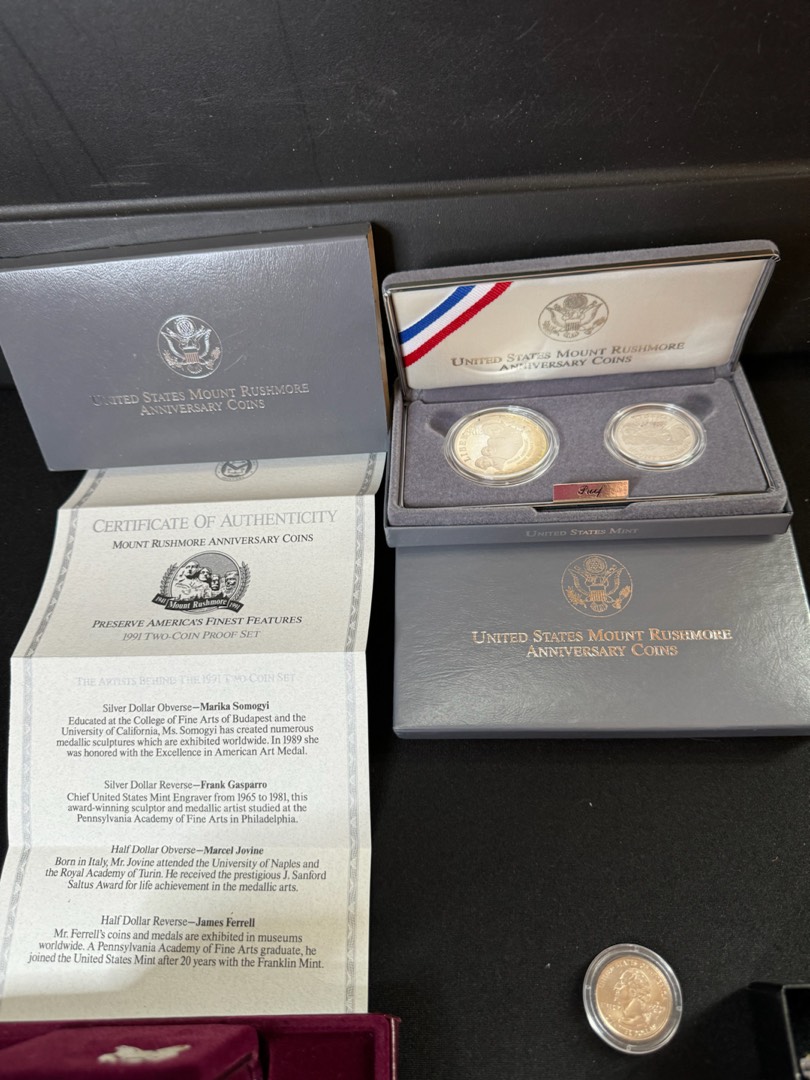 UNITED STATES MOUNT RUSHMORE
ANNIVERSARY COINS
UNITED STATES MOUNT RUSHMORE
ANNIVERSARY COINS
LIBERTY
Proof
UNITED STATES MINT
UNITED STATES MOUNT RUSHMORE
ANNIVERSARY COINS
CERTIFICATE OF AUTHENTICITY
MOUNT RUSHMORE ANNIVERSARY COINS
1941 Mount Rushmore 1991
PRESERVE AMERICA'S FINEST FEATURES
1991 TWO-COIN PROOF SET
THE ARTISTS BEHIND THE 1991 TWO-COIN SET
Silver Dollar Obverse—Marika Somogyi
Educated at the College of Fine Arts of Budapest and the
University of California, Ms. Somogyi has created numerous
medallic sculptures which are exhibited worldwide. In 1989 she
was honored with the Excellence in American Art Medal.
Silver Dollar Reverse—Frank Gasparro
Chief United States Mint Engraver from 1965 to 1981, this
award-winning sculptor and medallic artist studied at the
Pennsylvania Academy of Fine Arts in Philadelphia.
Half Dollar Obverse—Marcel Jovine
Born in Italy, Mr. Jovine attended the University of Naples and
the Royal Academy of Turin. He received the prestigious J. Sanford
Saltus Award for life achievement in the medallic arts.
Half Dollar Reverse—James Ferrell
Mr. Ferrell's coins and medals are exhibited in museums
worldwide. A Pennsylvania Academy of Fine Arts graduate, he
joined the United States Mint after 20 years with the Franklin Mint.